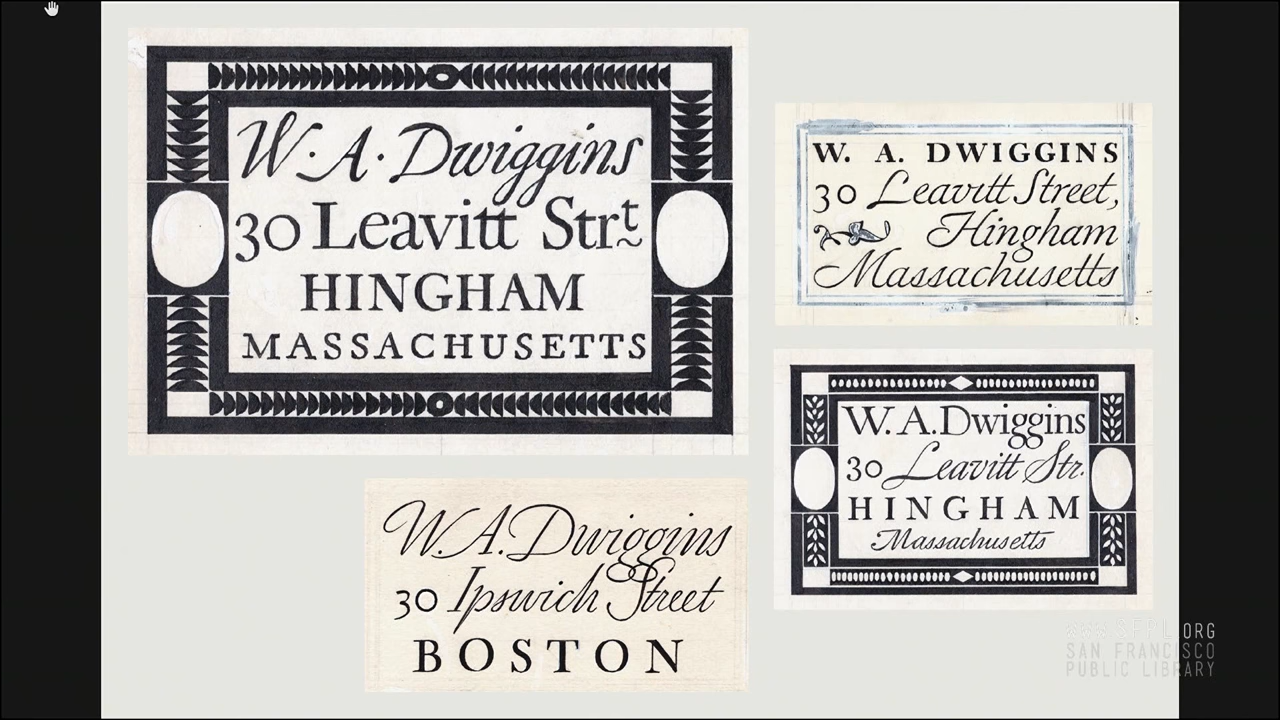 W. A. Dwiggins
30 Leavitt Strt
HINGHAM
MASSACHUSETTS
W. A. DWIGGINS
30 Leavitt Street,
Hingham
Massachusetts
W. A. Dwiggins
30 Leavitt Str.
HINGHAM
Massachusetts
W. A. Dwiggins
30 Ipswich Street
BOSTON
WWW.SFPL.ORG
SAN FRANCISCO
PUBLIC LIBRARY